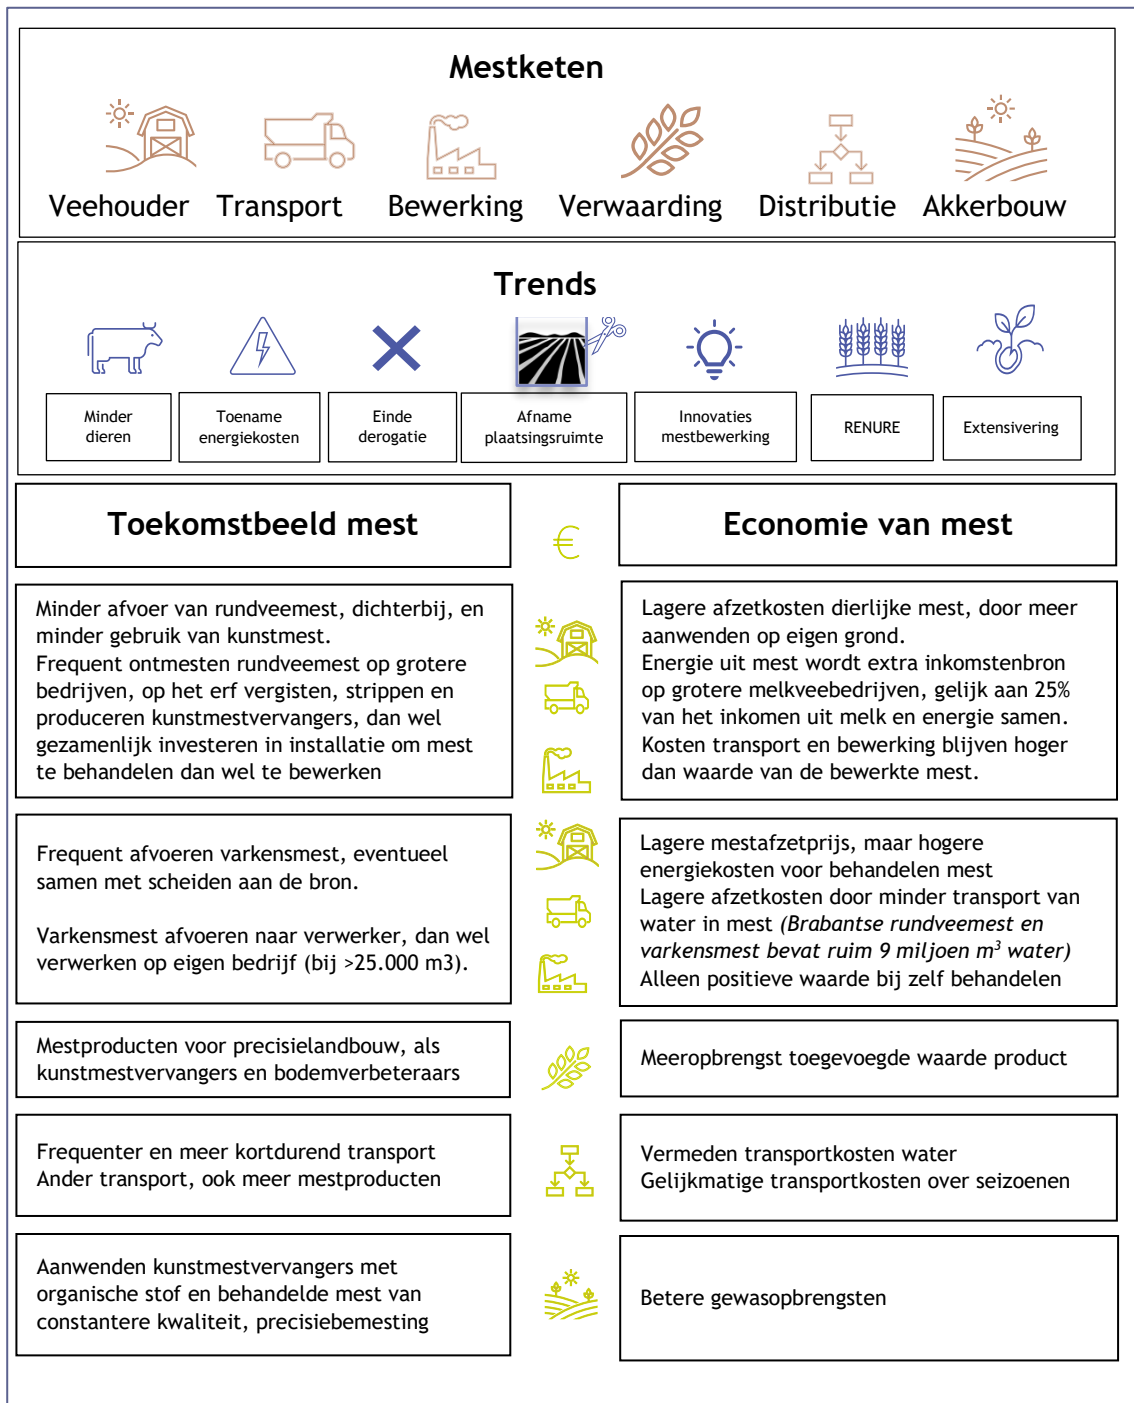 Mestketen
Veehouder Transport Bewerking Verwaarding Distributie Akkerbouw
Trends
Minder
dieren
Toename
energiekosten
Einde
derogatie
Afname
plaatsingsruimte
Innovaties
mestbewerking
RENURE
Extensivering
Toekomstbeeld mest
€
Economie van mest
Minder afvoer van rundveemest, dichterbij, en
minder gebruik van kunstmest.
Frequent ontmesten rundveemest op grotere
bedrijven, op het erf vergisten, strippen en
produceren kunstmestvervangers, dan wel
gezamenlijk investeren in installatie om mest
te behandelen dan wel te bewerken
Lagere afzetkosten dierlijke mest, door meer
aanwenden op eigen grond.
Energie uit mest wordt extra inkomstenbron
op grotere melkveebedrijven, gelijk aan 25%
van het inkomen uit melk en energie samen.
Kosten transport en bewerking blijven hoger
dan waarde van de bewerkte mest.
Frequent afvoeren varkensmest, eventueel
samen met scheiden aan de bron.
Varkensmest afvoeren naar verwerker, dan wel
verwerken op eigen bedrijf (bij >25.000 m3).
Lagere mestafzetprijs, maar hogere
energiekosten voor behandelen mest
Lagere afzetkosten door minder transport van
water in mest (Brabantse rundveemest en
varkensmest bevat ruim 9 miljoen m³ water)
Alleen positieve waarde bij zelf behandelen
Mestproducten voor precisielandbouw, als
kunstmestvervangers en bodemverbeteraars
Meeropbrengst toegevoegde waarde product
Frequenter en meer kortdurend transport
Ander transport, ook meer mestproducten
Vermeden transportkosten water
Gelijkmatige transportkosten over seizoenen
Aanwenden kunstmestvervangers met
organische stof en behandelde mest van
constantere kwaliteit, precisiebemesting
Betere gewasopbrengsten